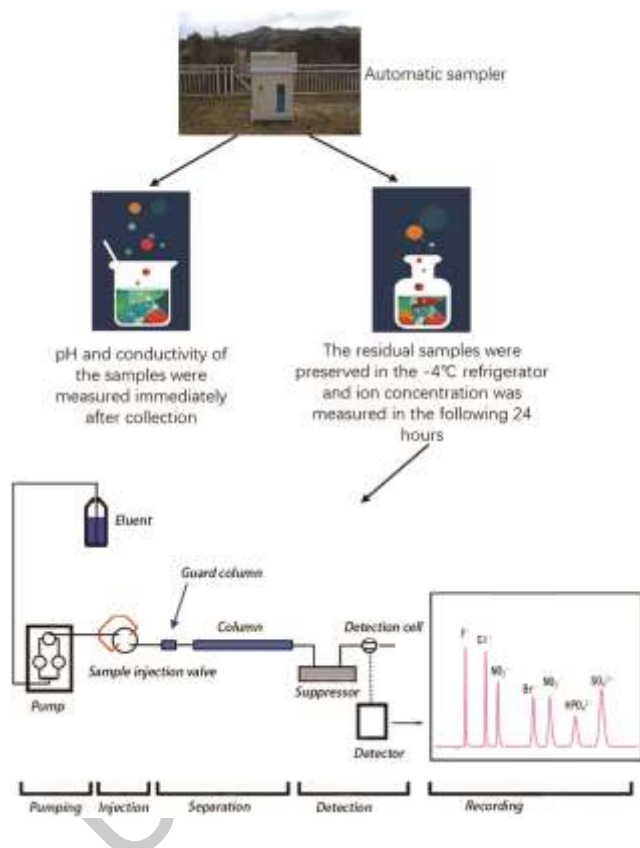 Automatic sampler
pH and conductivity of
the samples were
measured immediately
after collection
The residual samples were
preserved in the -4℃ refrigerator
and ion concentration was
measured in the following 24
hours
Eluent
Guard column
Column
Detection cell
Sample injection valve
Suppressor
Pump
Detector
F⁻
Cl⁻
NO₂⁻
Br⁻
NO₃⁻
HPO₄²⁻
SO₄²⁻
Pumping
Injection
Separation
Detection
Recording